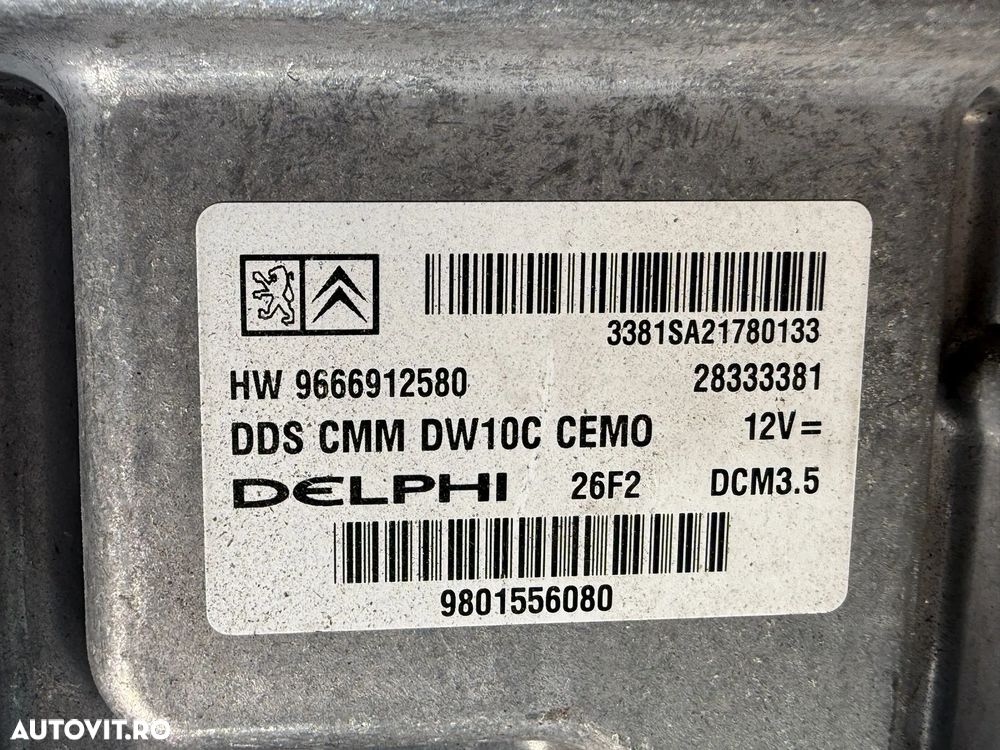 3381SA21780133
HW 9666912580 28333381
DDS CMM DW10C CEMO 12V=
DELPHI 26F2 DCM3.5
9801556080
AUTOVIT.RO